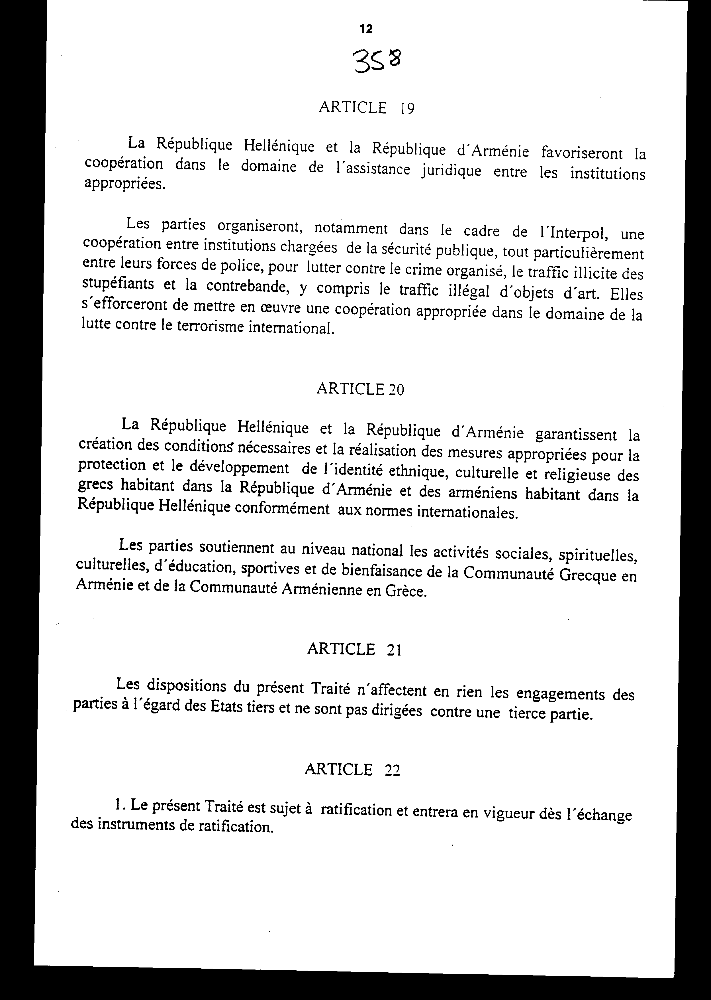 12
358
ARTICLE 19
La République Hellénique et la République d´Arménie favoriseront la
coopération dans le domaine de l´assistance juridique entre les institutions
appropriées.
Les parties organiseront, notamment dans le cadre de l´Interpol, une
coopération entre institutions chargées de la sécurité publique, tout particulièrement
entre leurs forces de police, pour lutter contre le crime organisé, le traffic illicite des
stupéfiants et la contrebande, y compris le traffic illégal d´objets d´art. Elles
s´efforceront de mettre en œuvre une coopération appropriée dans le domaine de la
lutte contre le terrorisme international.
ARTICLE 20
La République Hellénique et la République d´Arménie garantissent la
création des conditions nécessaires et la réalisation des mesures appropriées pour la
protection et le développement de l´identité ethnique, culturelle et religieuse des
grecs habitant dans la République d´Arménie et des arméniens habitant dans la
République Hellénique conformément aux normes internationales.
Les parties soutiennent au niveau national les activités sociales, spirituelles,
culturelles, d´éducation, sportives et de bienfaisance de la Communauté Grecque en
Arménie et de la Communauté Arménienne en Grèce.
ARTICLE 21
Les dispositions du présent Traité n´affectent en rien les engagements des
parties à l´égard des Etats tiers et ne sont pas dirigées contre une tierce partie.
ARTICLE 22
1. Le présent Traité est sujet à ratification et entrera en vigueur dès l´échange
des instruments de ratification.